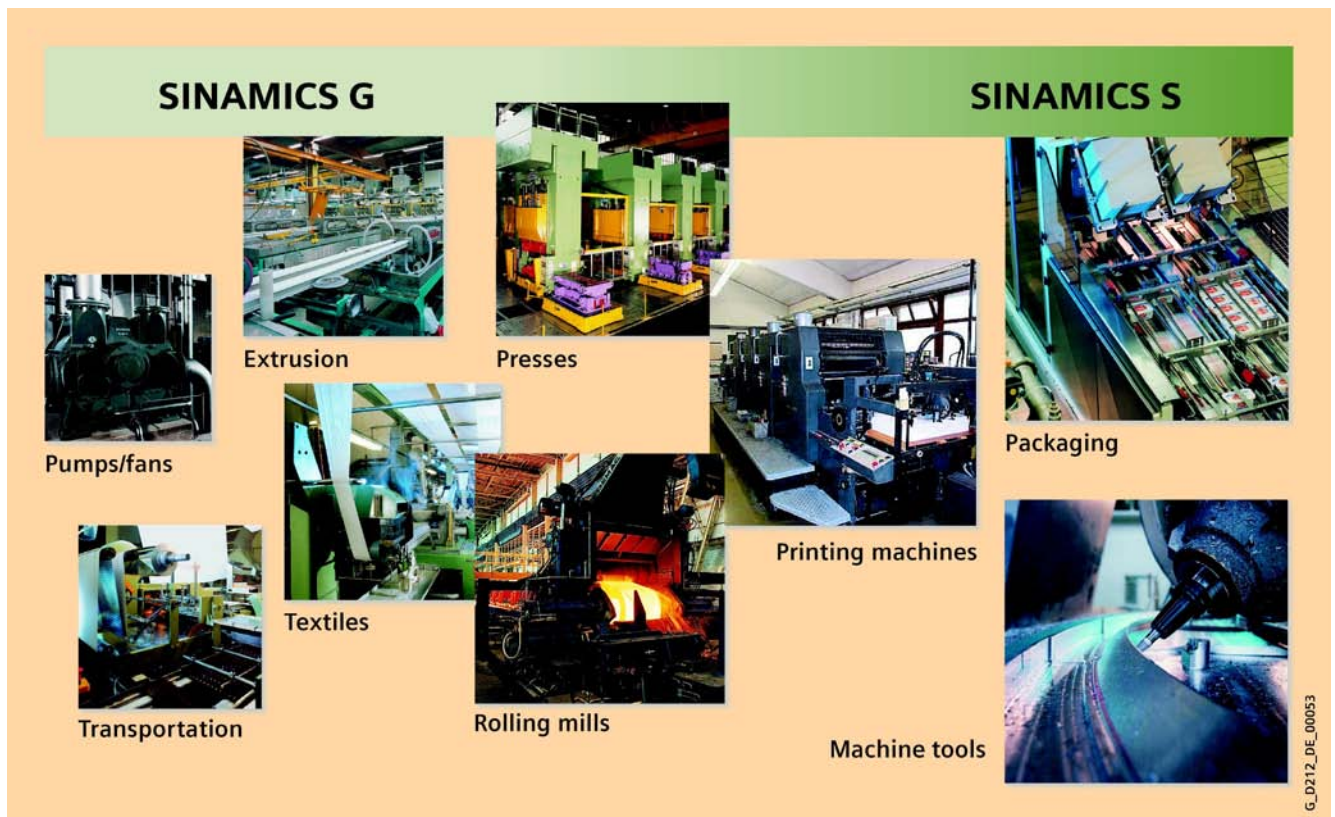 SINAMICS G
SINAMICS S
Extrusion
Presses
Pumps/fans
Packaging
Textiles
Printing machines
Transportation
Rolling mills
Machine tools
G_D212_DE_00053